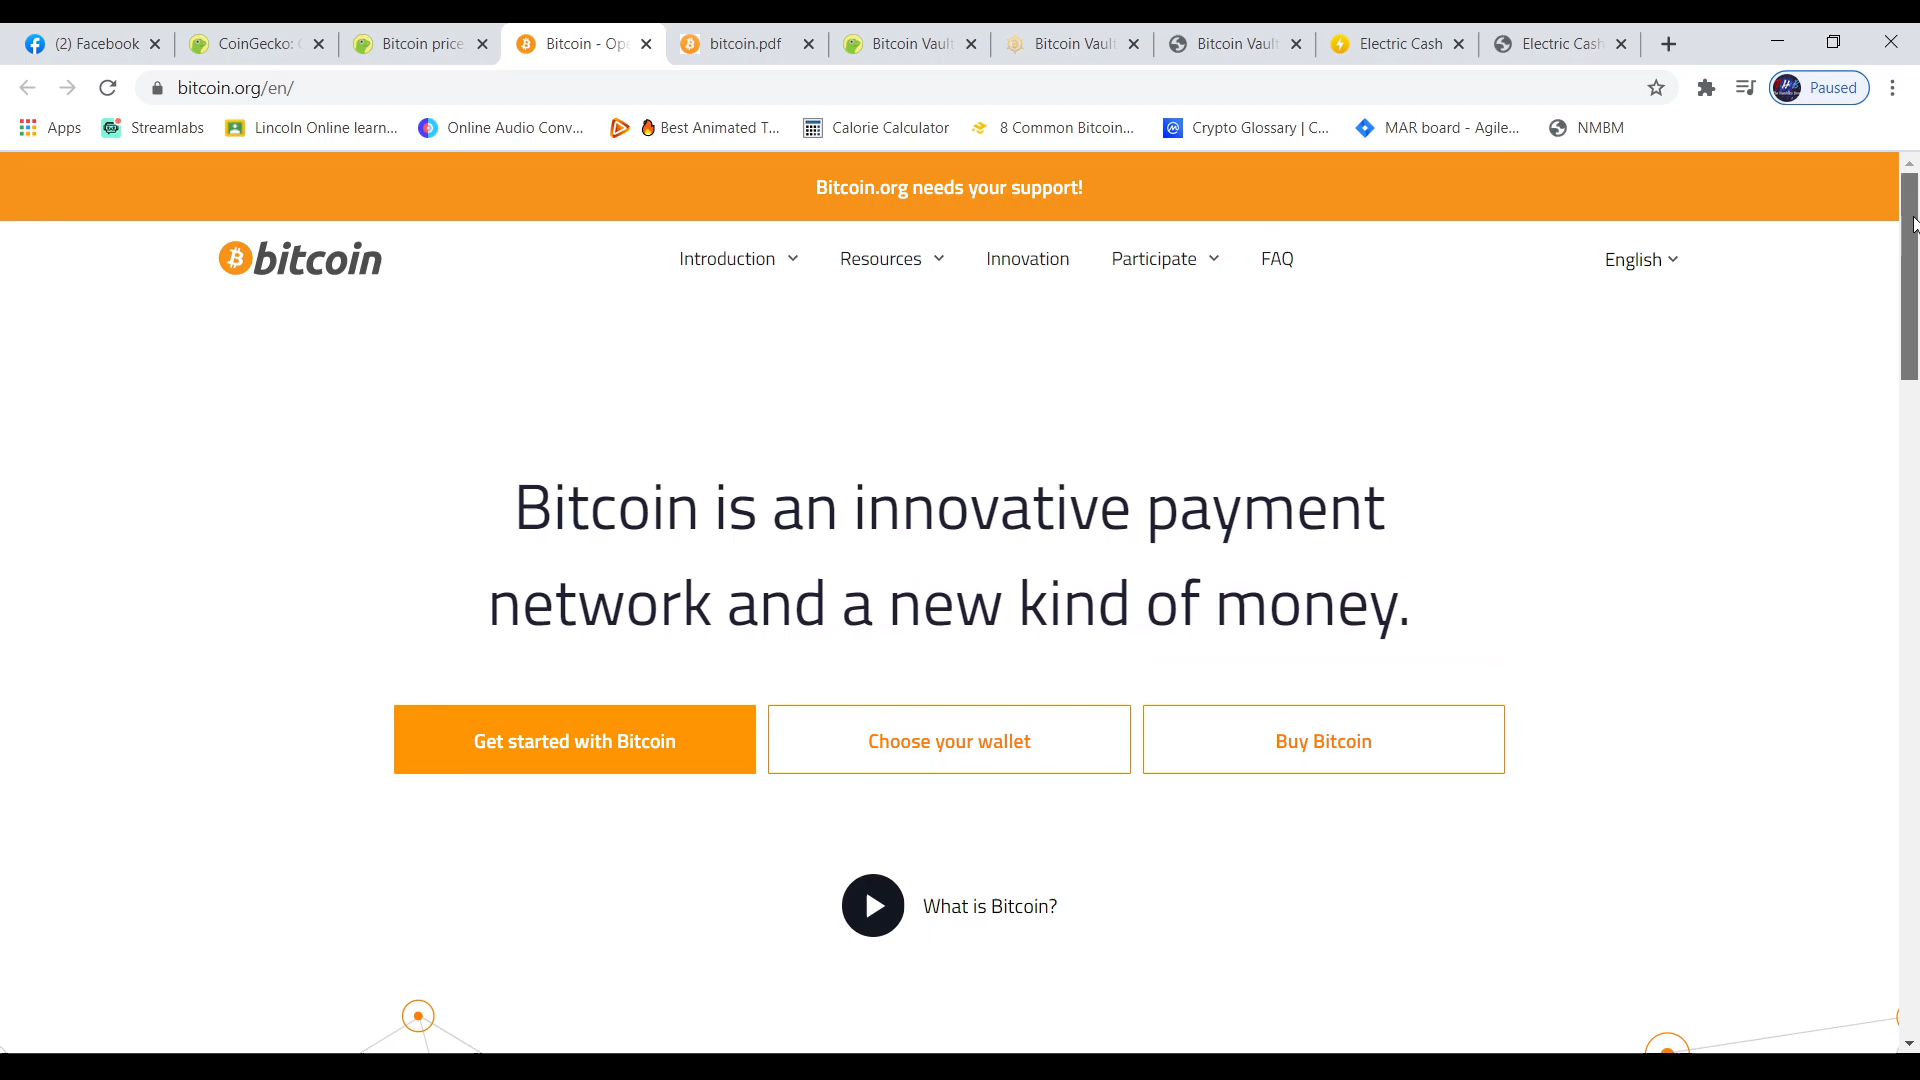 (2) Facebook
CoinGecko:
Bitcoin price
Bitcoin - Op
bitcoin.pdf
Bitcoin Vault
Bitcoin Vault
Bitcoin Vault
Electric Cash
Electric Cash
bitcoin.org/en/
Paused
Apps
Streamlabs
Lincoln Online learn...
Online Audio Conv...
Best Animated T...
Calorie Calculator
8 Common Bitcoin...
Crypto Glossary | C...
MAR board - Agile...
NMBM
Bitcoin.org needs your support!
bitcoin
Introduction
Resources
Innovation
Participate
FAQ
English
Bitcoin is an innovative payment
network and a new kind of money.
Get started with Bitcoin
Choose your wallet
Buy Bitcoin
What is Bitcoin?